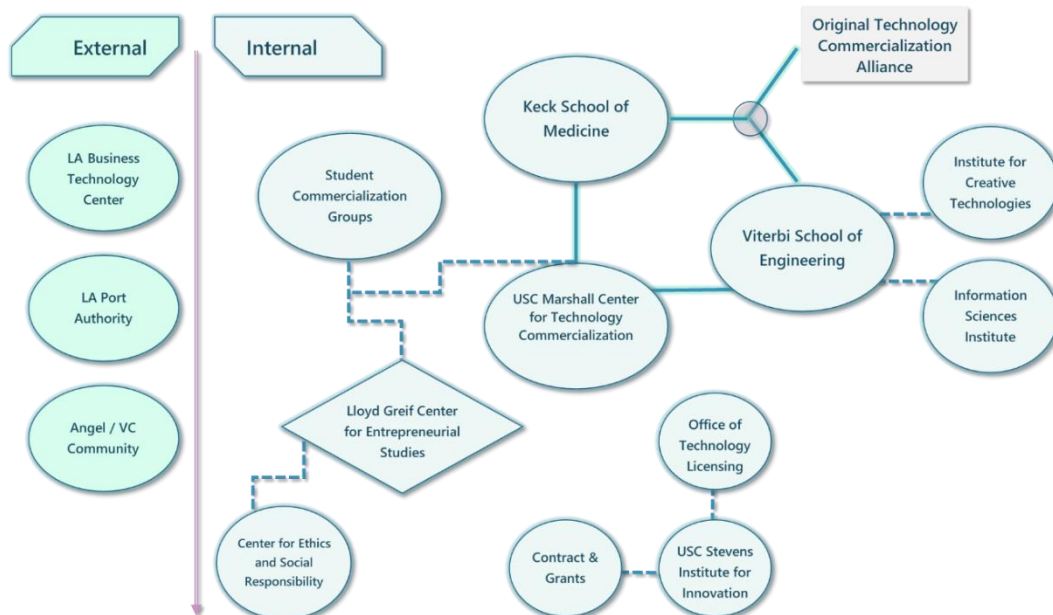 External
Internal
Original Technology
Commercialization
Alliance
Keck School of
Medicine
LA Business
Technology
Center
Student
Commercialization
Groups
Institute for
Creative
Technologies
Viterbi School of
Engineering
LA Port
Authority
USC Marshall Center
for Technology
Commercialization
Information
Sciences
Institute
Angel / VC
Community
Lloyd Greif Center
for Entrepreneurial
Studies
Office of
Technology
Licensing
Center for Ethics
and Social
Responsibility
Contract &
Grants
USC Stevens
Institute for
Innovation